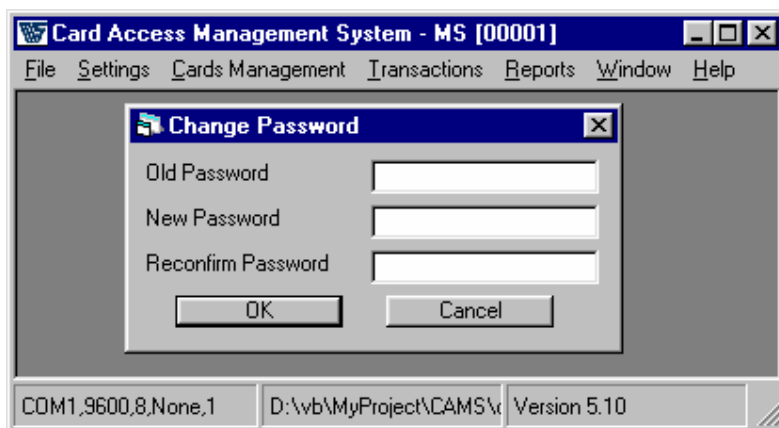 Card Access Management System - MS [00001]
File Settings Cards Management Transactions Reports Window Help
Change Password
Old Password
New Password
Reconfirm Password
OK Cancel
COM1,9600,8,None,1 D:\vb\MyProject\CAMS\ Version 5.10